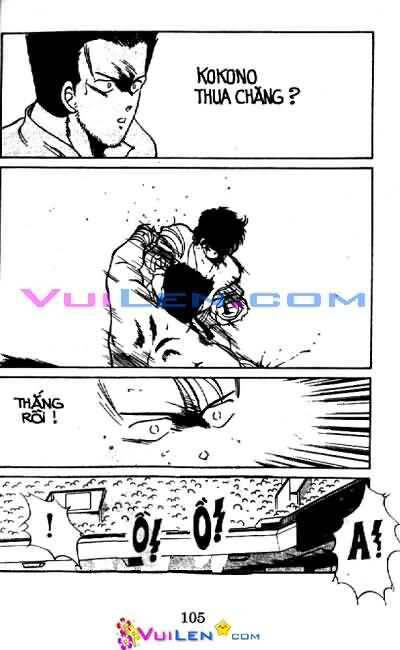 KOKONO
THUA CHĂNG?
VUILEN.COM
THẮNG
RỒI!
!
Ồ!
Ồ!
A!
105
VUILEN.COM